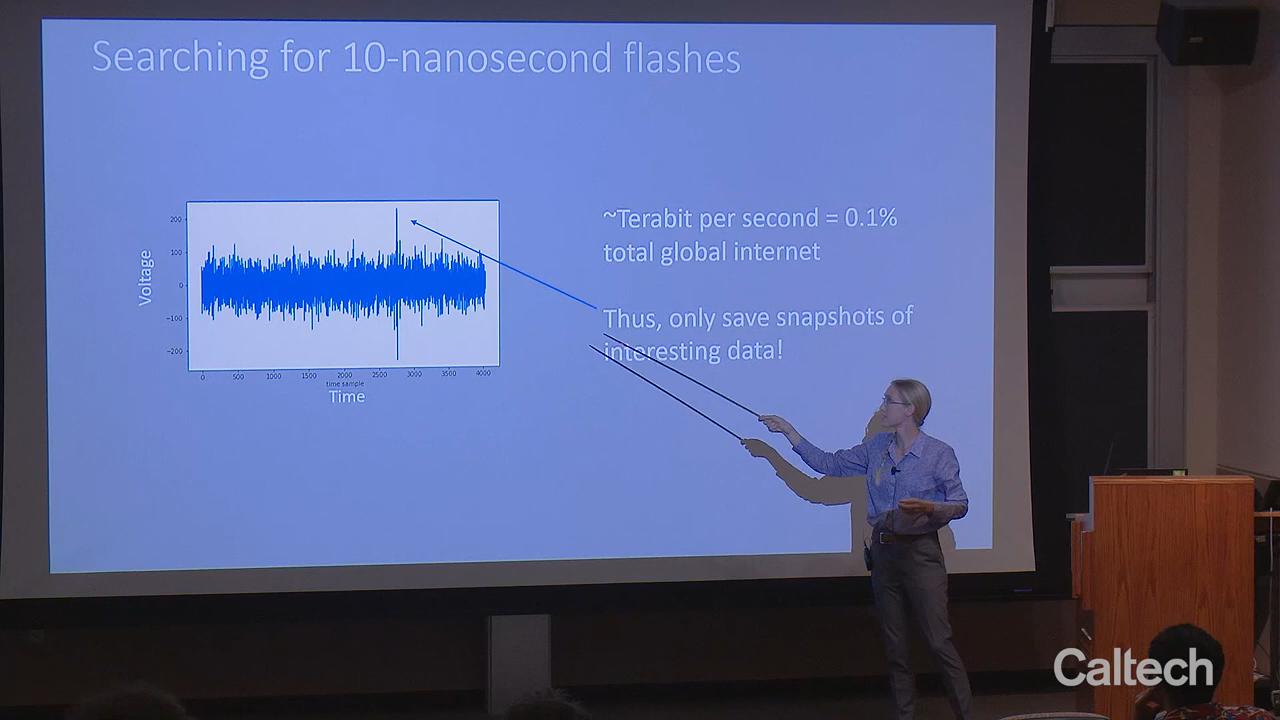 Searching for 10-nanosecond flashes
~Terabit per second = 0.1%
total global internet
Thus, only save snapshots of
interesting data!
Voltage
200
100
0
−100
−200
0 500 1000 1500 2000 2500 3000 3500 4000
time sample
Time
Caltech